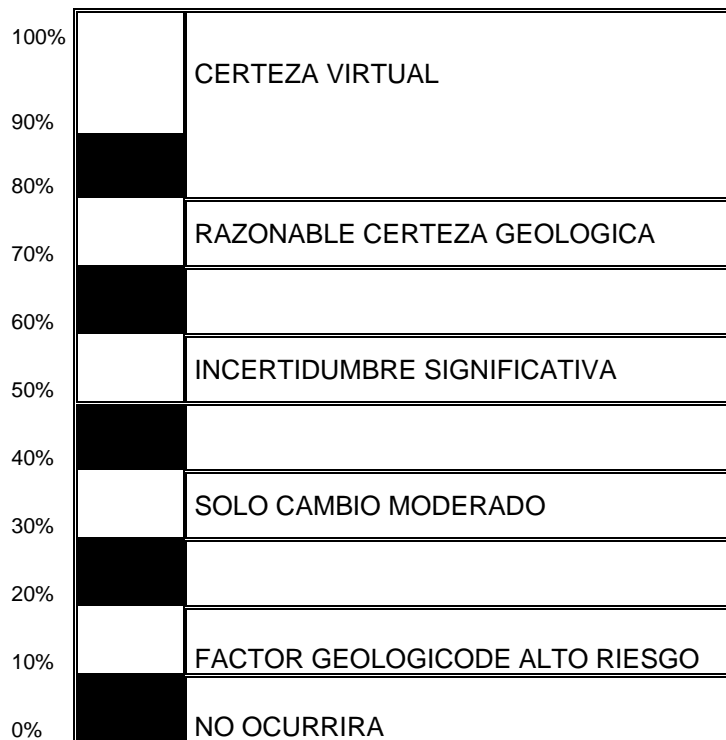 100%
CERTEZA VIRTUAL
90%
80%
RAZONABLE CERTEZA GEOLOGICA
70%
60%
INCERTIDUMBRE SIGNIFICATIVA
50%
40%
SOLO CAMBIO MODERADO
30%
20%
FACTOR GEOLOGICODE ALTO RIESGO
10%
NO OCURRIRA
0%